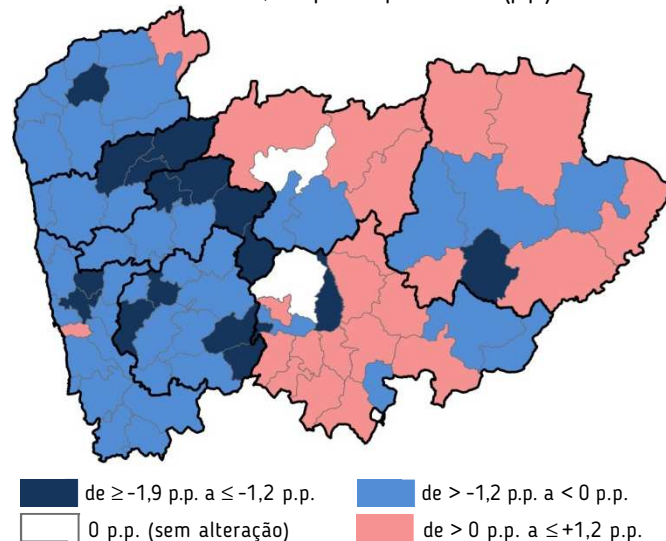 (p.p.)
de ≥ -1,9 p.p. a ≤ -1,2 p.p.
de > -1,2 p.p. a < 0 p.p.
0 p.p. (sem alteração)
de > 0 p.p. a ≤ +1,2 p.p.